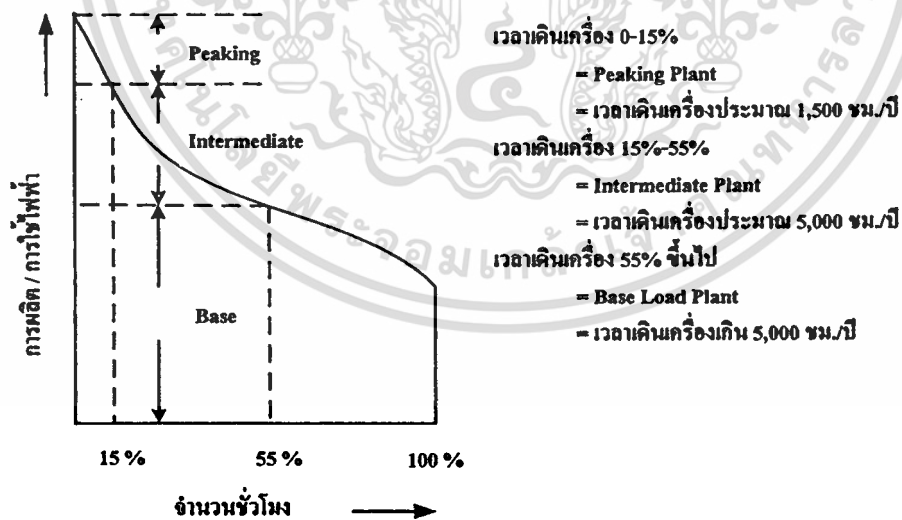 Peaking
Intermediate
Base
การผลิต / การใช้ไฟฟ้า
15 %
55 %
100 %
จำนวนชั่วโมง
เวลาเดินเครื่อง 0-15%
= Peaking Plant
= เวลาเดินเครื่องประมาณ 1,500 ชม./ปี
เวลาเดินเครื่อง 15%-55%
= Intermediate Plant
= เวลาเดินเครื่องประมาณ 5,000 ชม./ปี
เวลาเดินเครื่อง 55% ขึ้นไป
= Base Load Plant
= เวลาเดินเครื่องเกิน 5,000 ชม./ปี